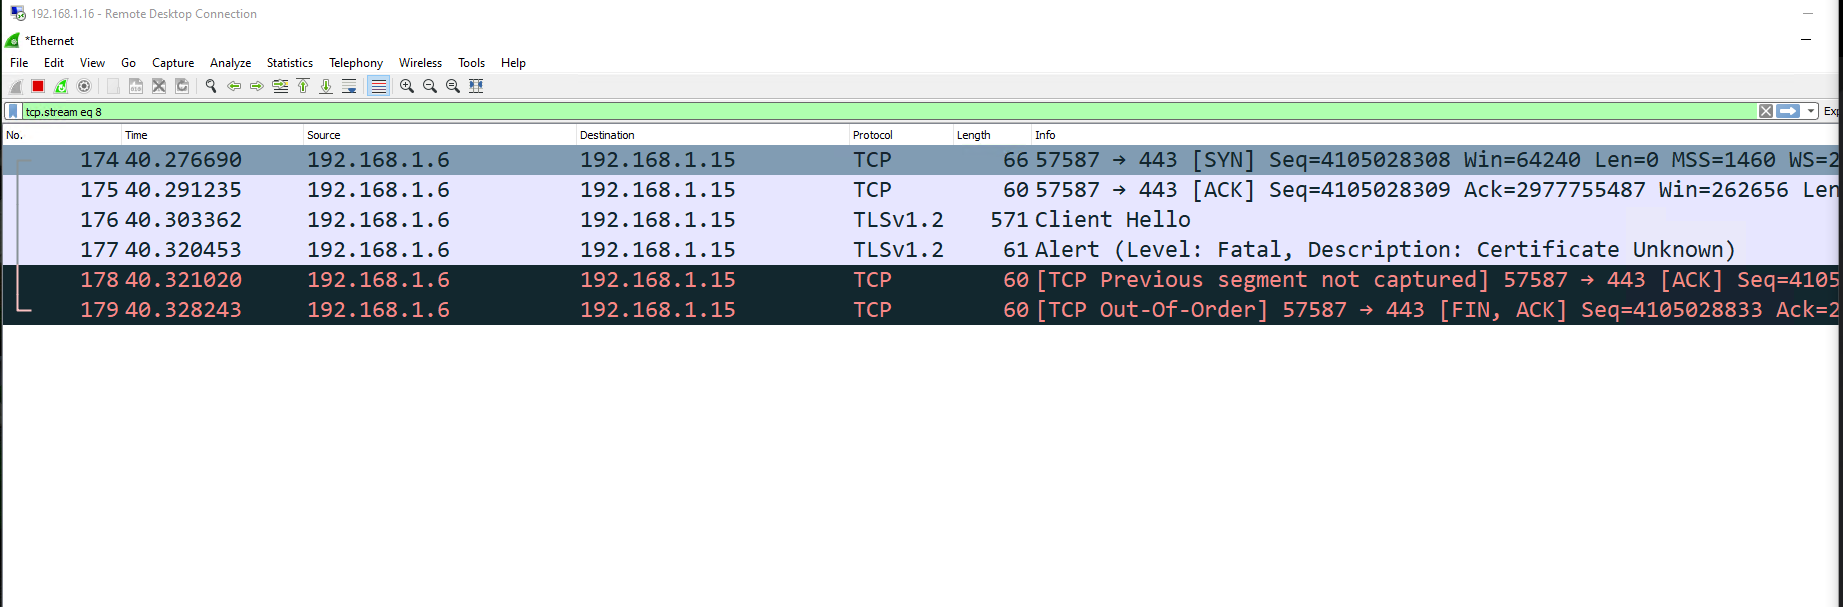 192.168.1.16 - Remote Desktop Connection
*Ethernet
File Edit View Go Capture Analyze Statistics Telephony Wireless Tools Help
tcp.stream eq 8 Exp
No. Time Source Destination Protocol Length Info
174 40.276690 192.168.1.6 192.168.1.15 TCP 66 57587 → 443 [SYN] Seq=4105028308 Win=64240 Len=0 MSS=1460 WS=2
175 40.291235 192.168.1.6 192.168.1.15 TCP 60 57587 → 443 [ACK] Seq=4105028309 Ack=2977755487 Win=262656 Len
176 40.303362 192.168.1.6 192.168.1.15 TLSv1.2 571 Client Hello
177 40.320453 192.168.1.6 192.168.1.15 TLSv1.2 61 Alert (Level: Fatal, Description: Certificate Unknown)
178 40.321020 192.168.1.6 192.168.1.15 TCP 60 [TCP Previous segment not captured] 57587 → 443 [ACK] Seq=4105
179 40.328243 192.168.1.6 192.168.1.15 TCP 60 [TCP Out-Of-Order] 57587 → 443 [FIN, ACK] Seq=4105028833 Ack=2